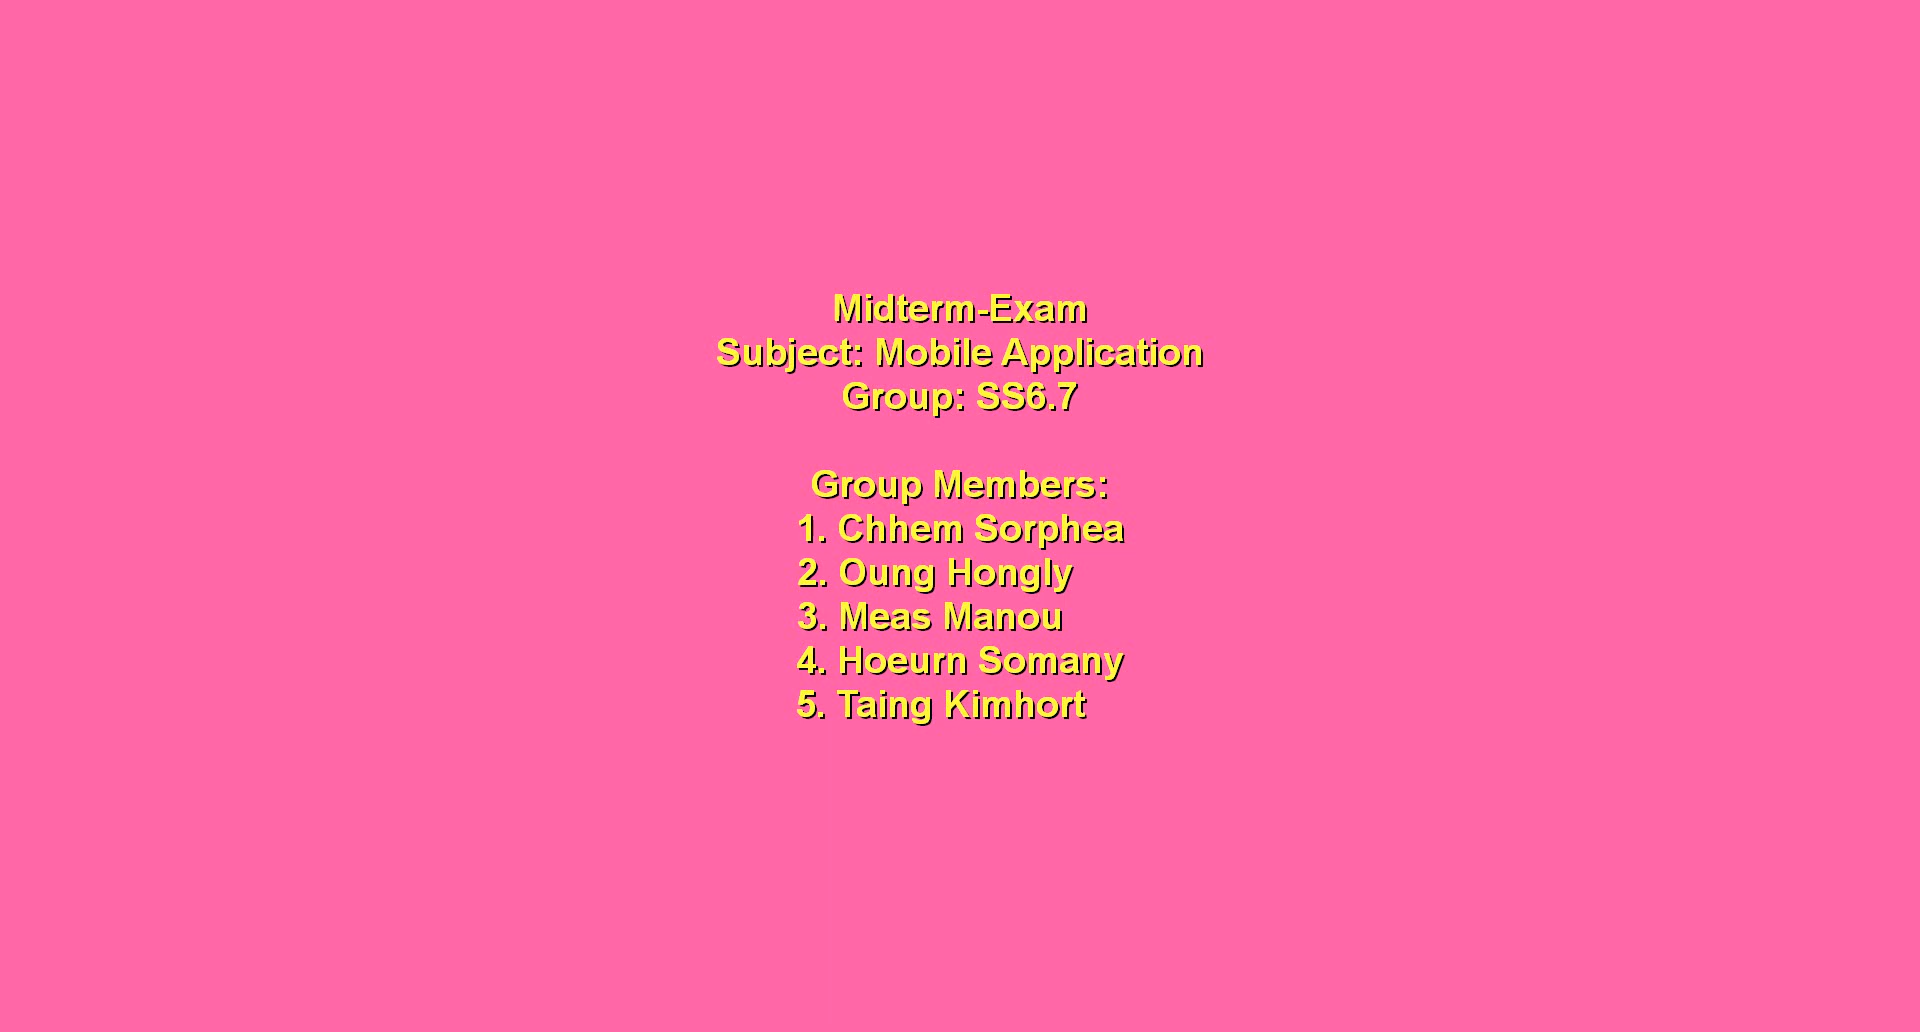 Midterm-Exam
Subject: Mobile Application
Group: SS6.7
Group Members:
1. Chhem Sorphea
2. Oung Hongly
3. Meas Manou
4. Hoeurn Somany
5. Taing Kimhort